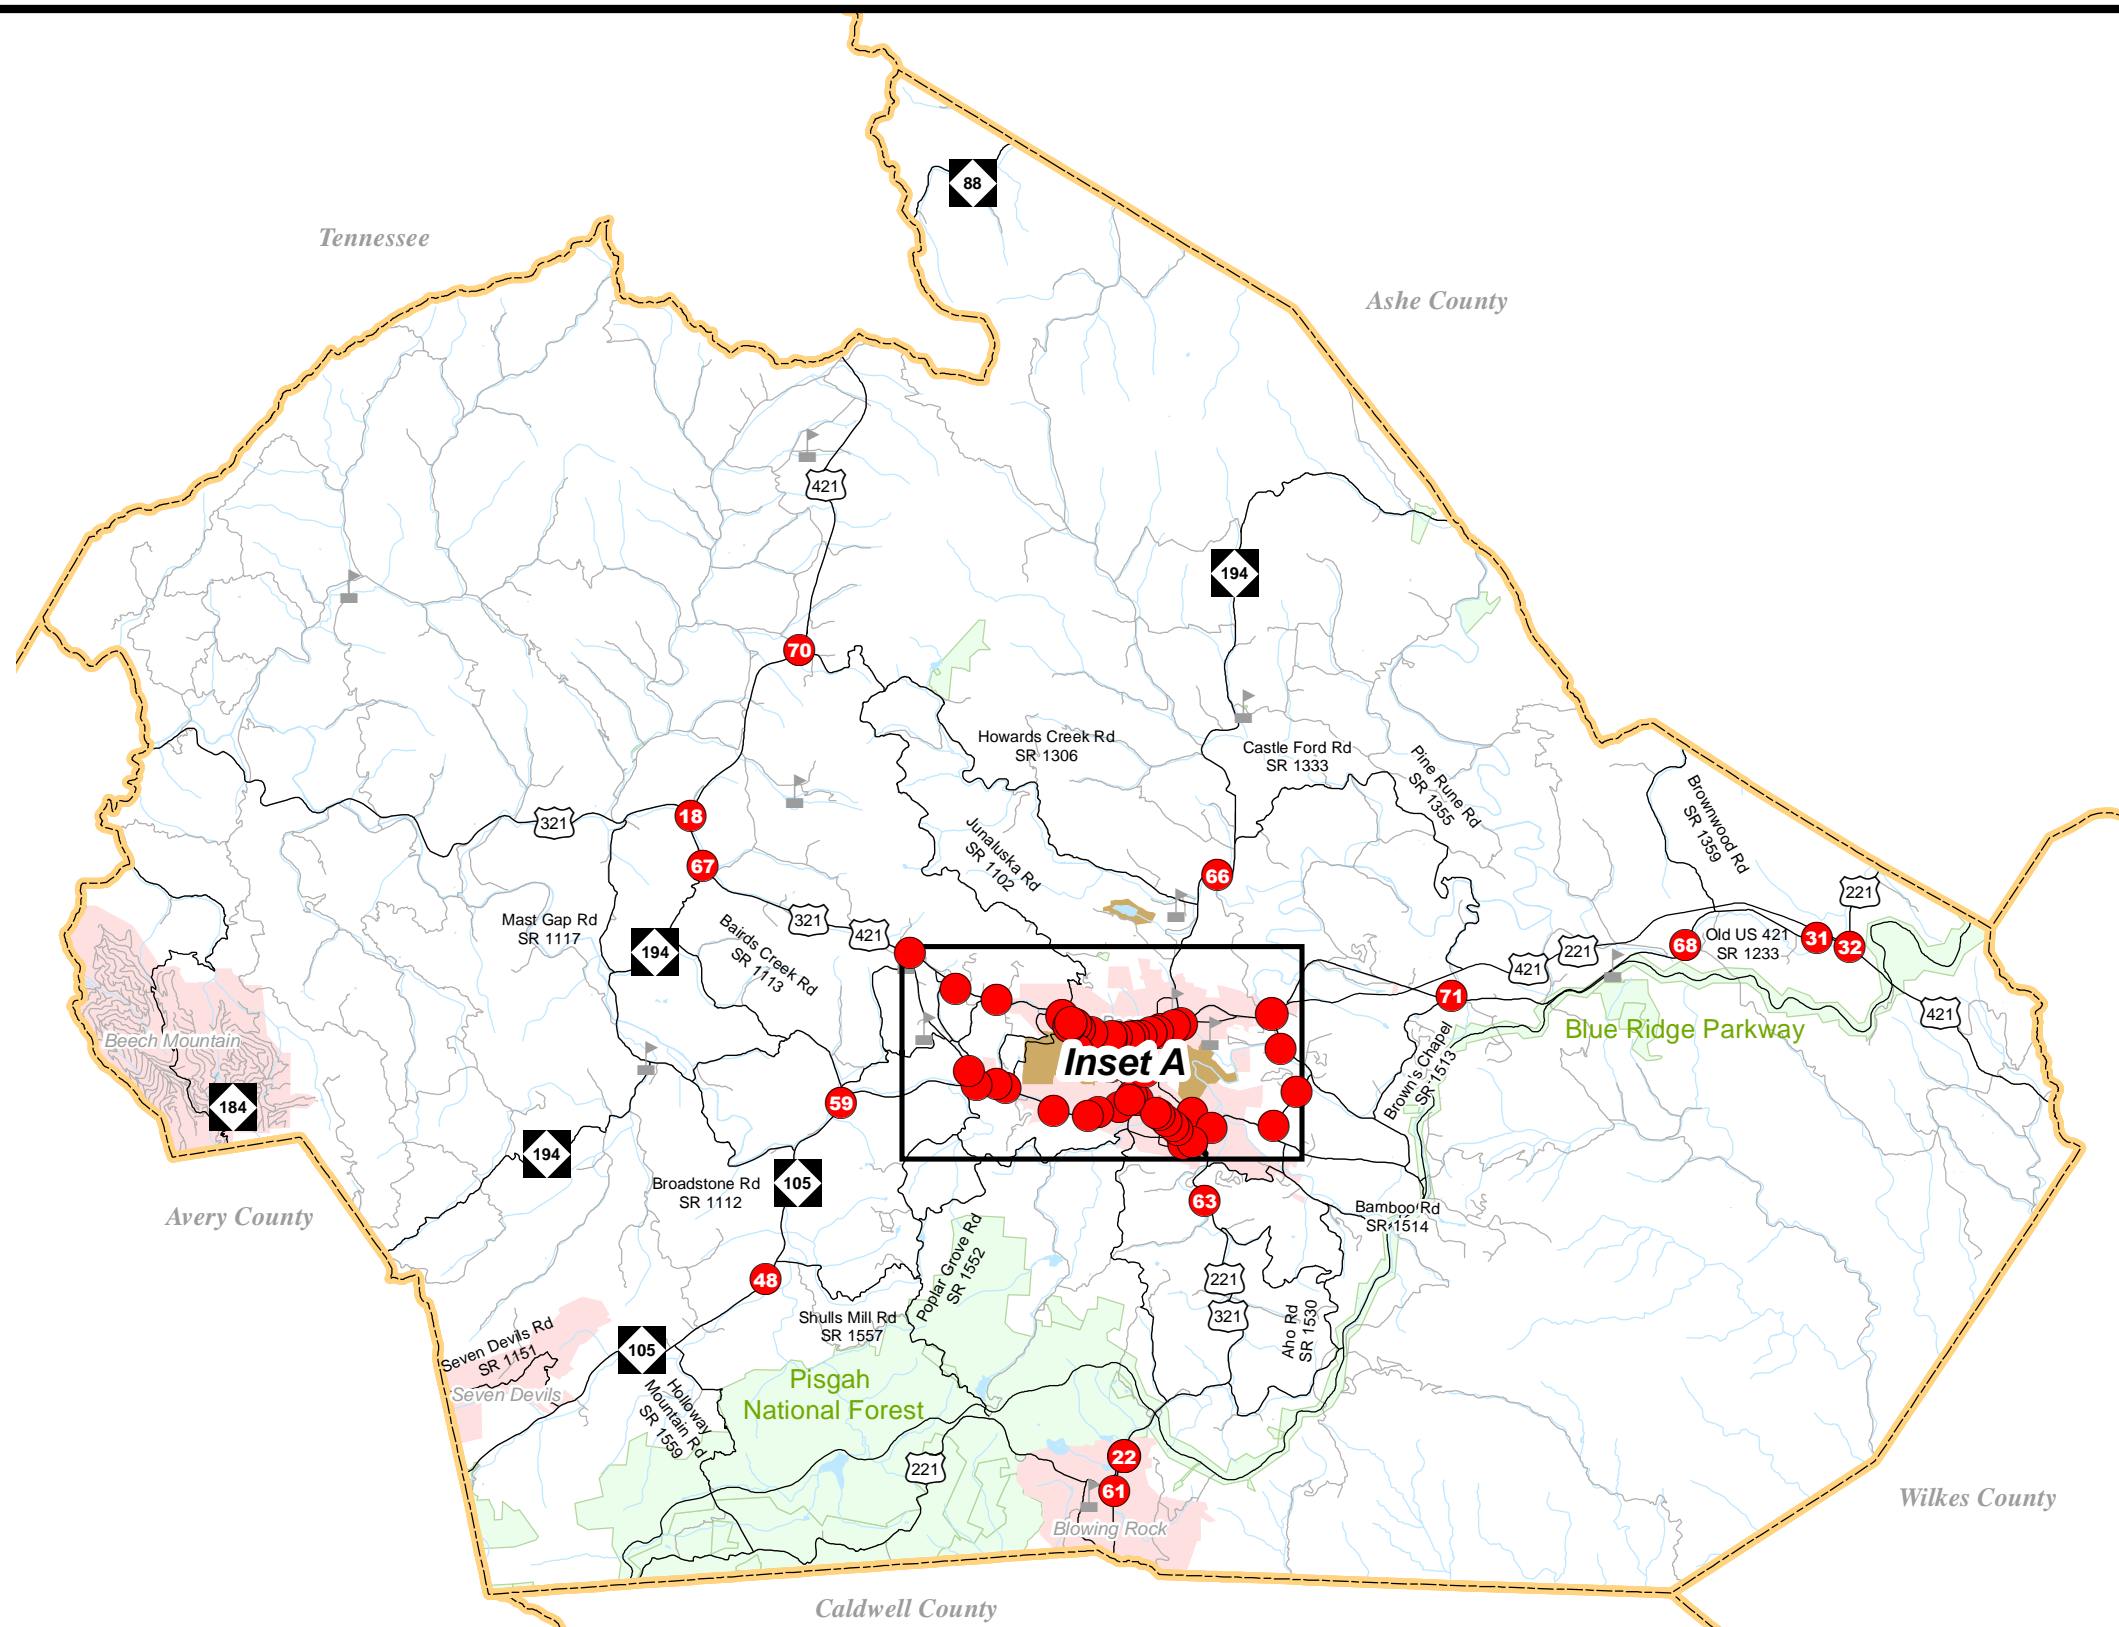 88
Tennessee
Ashe County
421
194
70
Howards Creek Rd
SR 1306
Castle Ford Rd
SR 1333
Pine Rune Rd
SR 1355
Brownwood Rd
SR 1359
321
18
Junaluska Rd
SR 1102
67
66
221
Mast Gap Rd
SR 1117
321
421
194
Bairds Creek Rd
SR 1113
68
Old US 421
SR 1233
31
32
221
421
71
421
Beech Mountain
Blue Ridge Parkway
Inset A
Brown's Chapel
SR 1513
184
59
194
105
Broadstone Rd
SR 1112
63
Bamboo Rd
SR 1514
Avery County
Poplar Grove Rd
SR 1552
48
221
321
Shulls Mill Rd
SR 1557
Aho Rd
SR 1530
Seven Devils Rd
SR 1151
105
Seven Devils
Holloway
Mountain Rd
SR 1559
Pisgah
National Forest
22
221
61
Blowing Rock
Wilkes County
Caldwell County